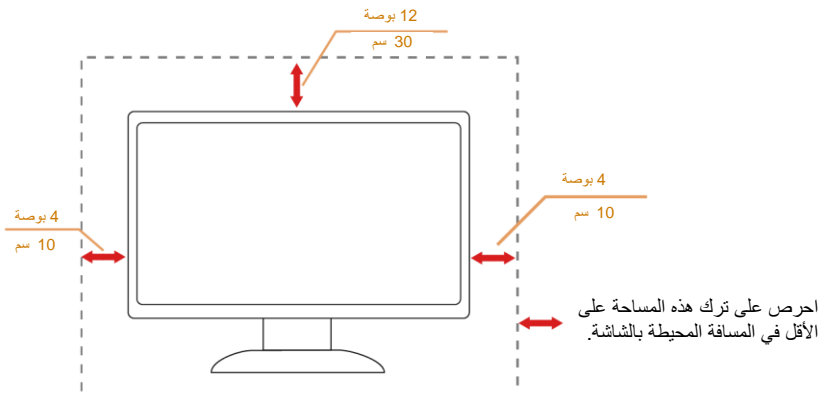 12 بوصة
30 سم
4 بوصة
10 سم
4 بوصة
10 سم
احرص على ترك هذه المساحة على
الأقل في المسافة المحيطة بالشاشة.